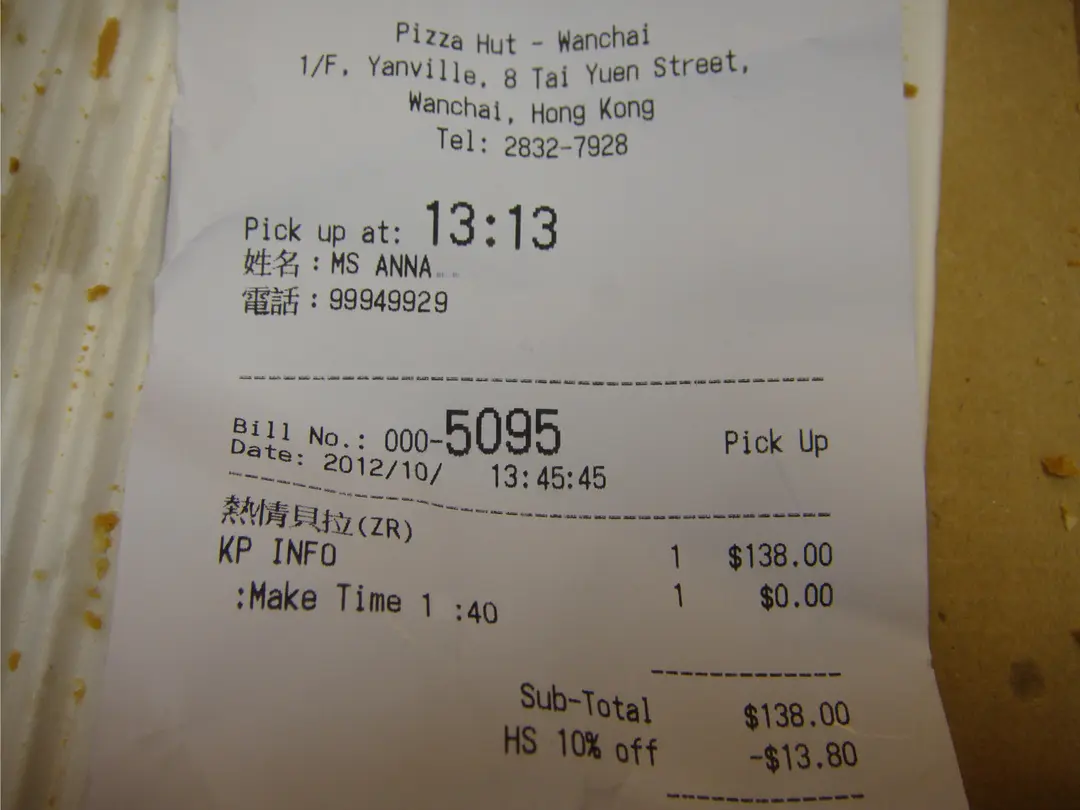 Pizza Hut - Wanchai
1/F, Yanville, 8 Tai Yuen Street,
Wanchai, Hong Kong
Tel: 2832-7928
Pick up at: 13:13
姓名：MS ANNA
電話：99949929
Bill No.: 000-5095 Pick Up
Date: 2012/10/ 13:45:45
熱情貝拉(ZR)
KP INFO 1 $138.00
:Make Time 1 :40 1 $0.00
Sub-Total $138.00
HS 10% off -$13.80